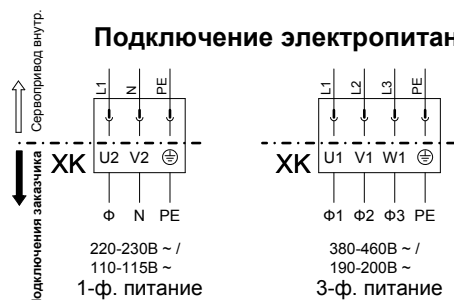 Подключение электропитан
Сервопривод внутр.
одключения заказчика
L1 N PE
XK U2 V2
Ф N PE
220-230В ~ /
110-115В ~
1-ф. питание
L1 L2 L3 PE
XK U1 V1 W1
Ф1 Ф2 Ф3 PE
380-460В ~ /
190-200В ~
3-ф. питание